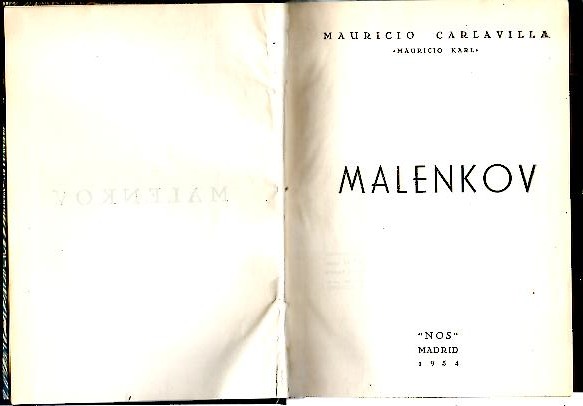 MAURICIO CARLAVILLA
«MAURICIO KARL»
MALENKOV
"NOS"
MADRID
1954